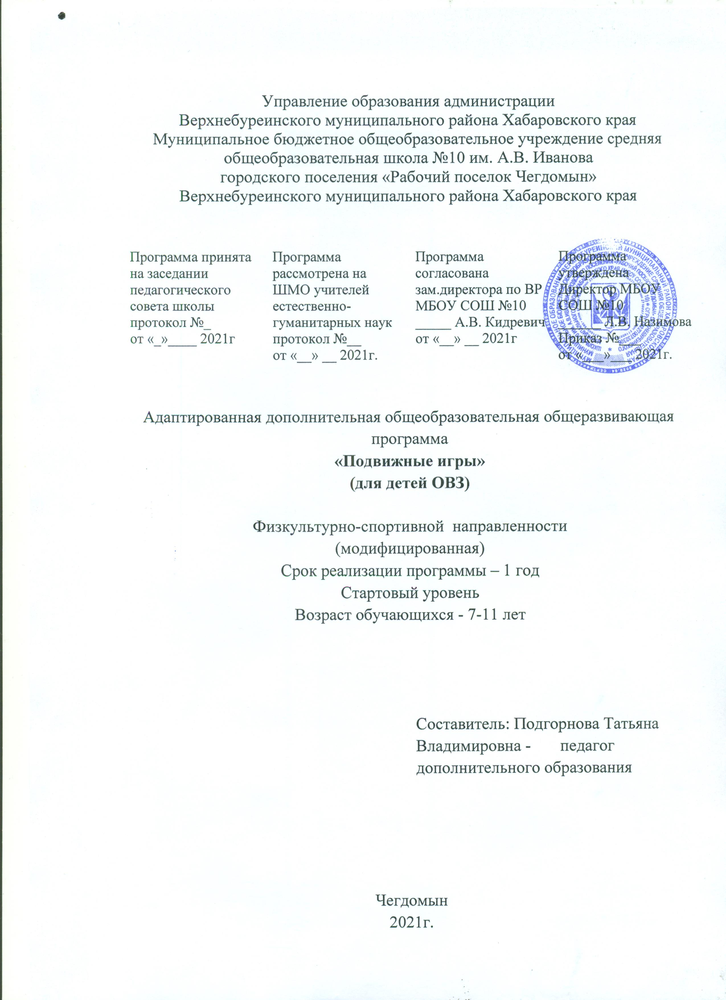 Управление образования администрации
Верхнебуреинского муниципального района Хабаровского края
Муниципальное бюджетное общеобразовательное учреждение средняя
общеобразовательная школа №10 им. А.В. Иванова
городского поселения «Рабочий поселок Чегдомын»
Верхнебуреинского муниципального района Хабаровского края
Программа принята
на заседании
педагогического
совета школы
протокол №_
от «_»____ 2021г
Программа
рассмотрена на
ШМО учителей
естественно-
гуманитарных наук
протокол №__
от «__» __ 2021г.
Программа
согласована
зам.директора по ВР
МБОУ СОШ №10
_____ А.В. Кидревич
от «__» __ 2021г
Программа
утверждена
Директор МБОУ
СОШ №10
______ Л.В. Назимова
Приказ №___
от «___»___ 2021г.
Адаптированная дополнительная общеобразовательная общеразвивающая
программа
«Подвижные игры»
(для детей ОВЗ)
Физкультурно-спортивной направленности
(модифицированная)
Срок реализации программы – 1 год
Стартовый уровень
Возраст обучающихся - 7-11 лет
Составитель: Подгорнова Татьяна
Владимировна - педагог
дополнительного образования
Чегдомын
2021г.